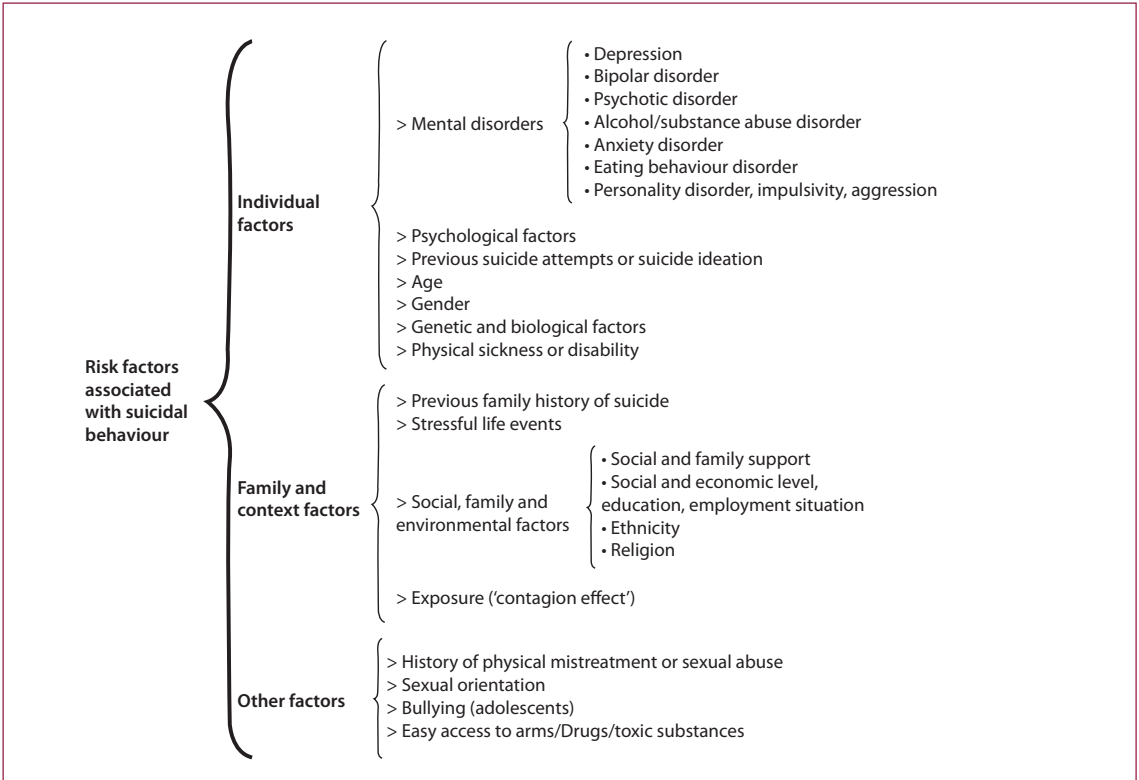 Risk factors
associated
with suicidal
behaviour
Individual
factors
> Mental disorders
• Depression
• Bipolar disorder
• Psychotic disorder
• Alcohol/substance abuse disorder
• Anxiety disorder
• Eating behaviour disorder
• Personality disorder, impulsivity, aggression
> Psychological factors
> Previous suicide attempts or suicide ideation
> Age
> Gender
> Genetic and biological factors
> Physical sickness or disability
Family and
context factors
> Previous family history of suicide
> Stressful life events
> Social, family and
environmental factors
• Social and family support
• Social and economic level,
education, employment situation
• Ethnicity
• Religion
> Exposure (‘contagion effect’)
Other factors
> History of physical mistreatment or sexual abuse
> Sexual orientation
> Bullying (adolescents)
> Easy access to arms/Drugs/toxic substances